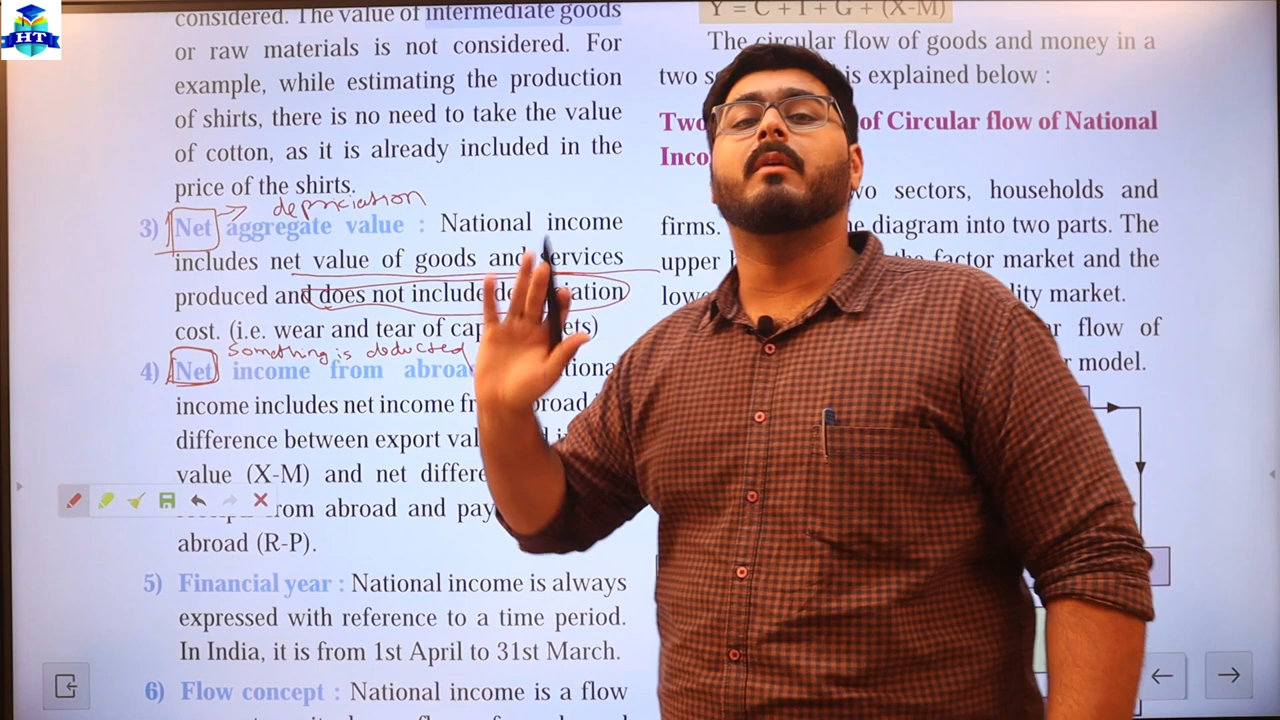 HT
considered. The value of intermediate goods
or raw materials is not considered. For
example, while estimating the production
of shirts, there is no need to take the value
of cotton, as it is already included in the
price of the shirts.
depriciation
3) Net aggregate value : National income
includes net value of goods and services
produced and does not include depreciation
cost. (i.e. wear and tear of
Something is deducted
4) Net income from abroad
income includes net income
difference between export
value (X-M) and net
from abroad and
abroad (R-P).
5) Financial year : National income is always
expressed with reference to a time period.
In India, it is from 1st April to 31st March.
6) Flow concept : National income is a flow
Y = C + I + G + (X-M)
The circular flow of goods and money in a
two is explained below :
Two of Circular flow of National
sectors, households and
firms. diagram into two parts. The
upper factor market and the
market.
flow of
model.